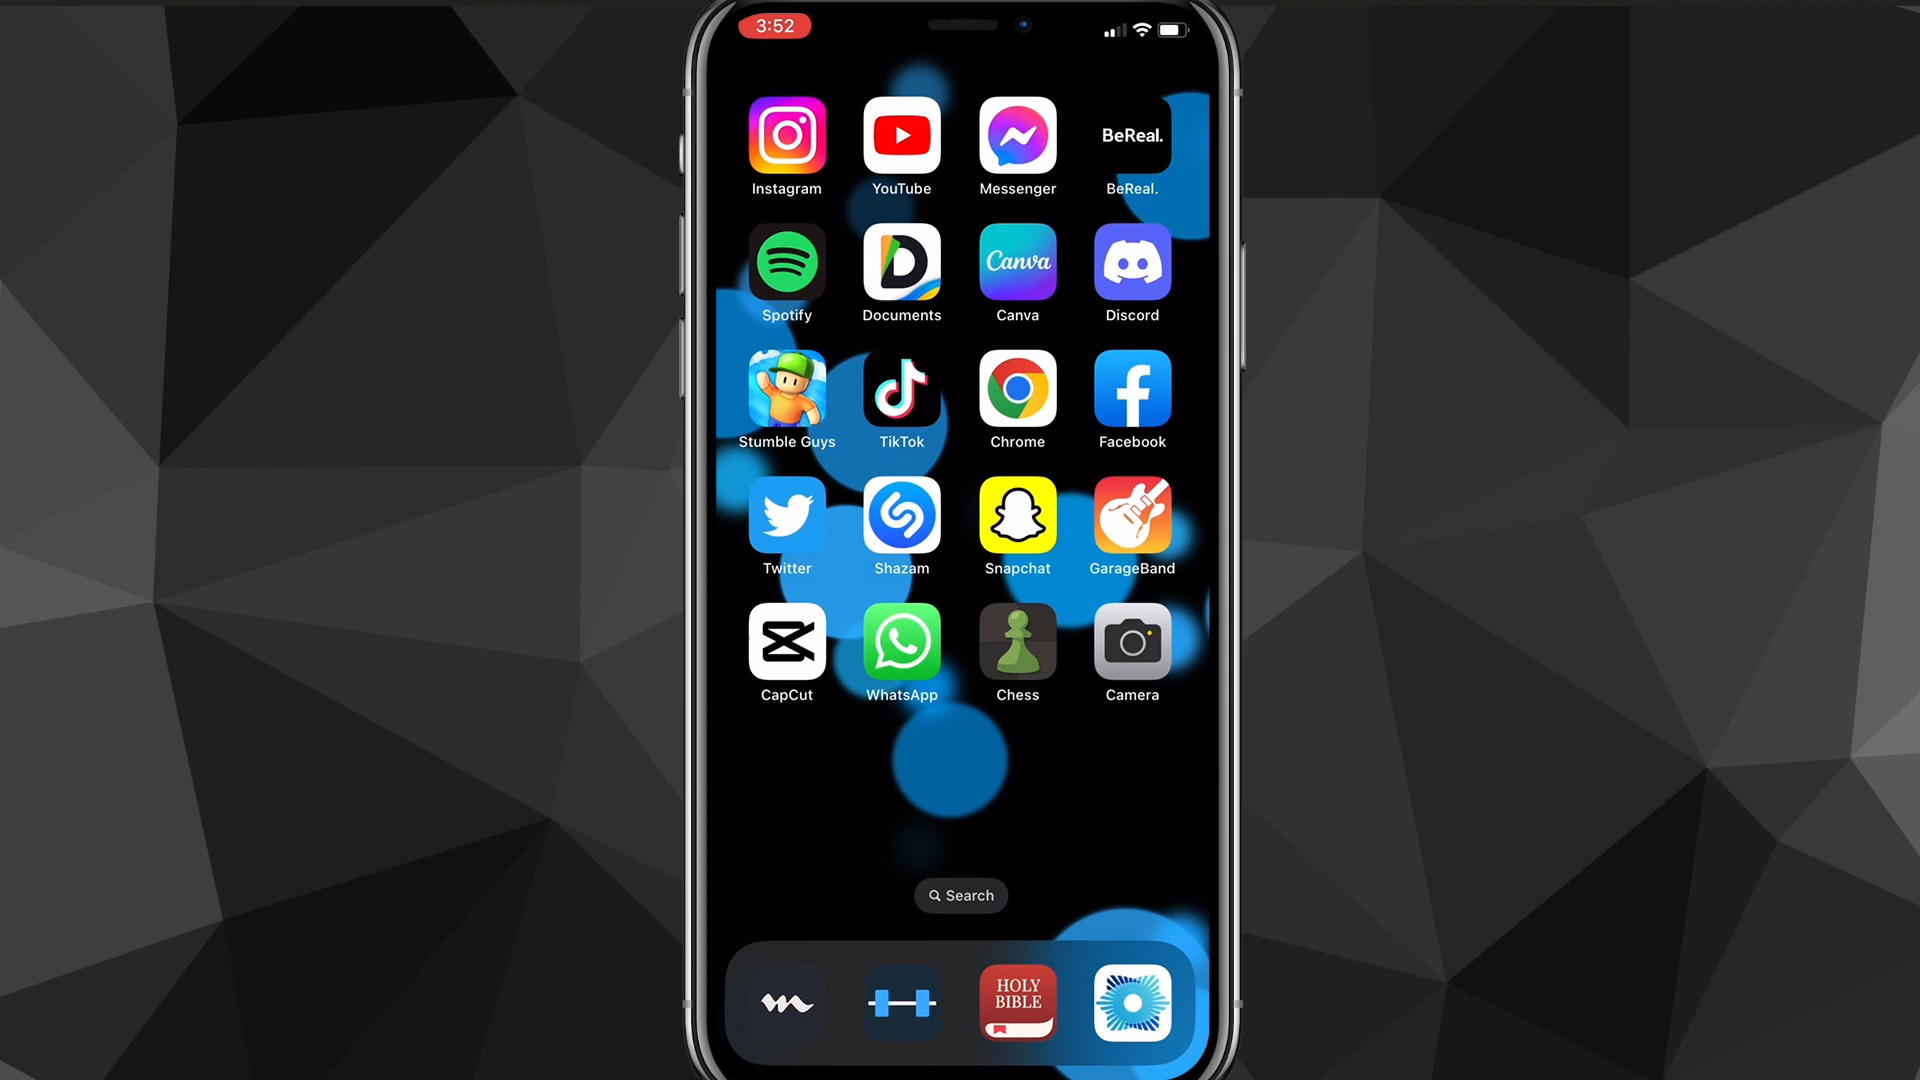 3:52
BeReal.
Instagram YouTube Messenger BeReal.
Canva
Spotify Documents Canva Discord
Stumble Guys TikTok Chrome Facebook
Twitter Shazam Snapchat GarageBand
CapCut WhatsApp Chess Camera
Search
HOLY
BIBLE